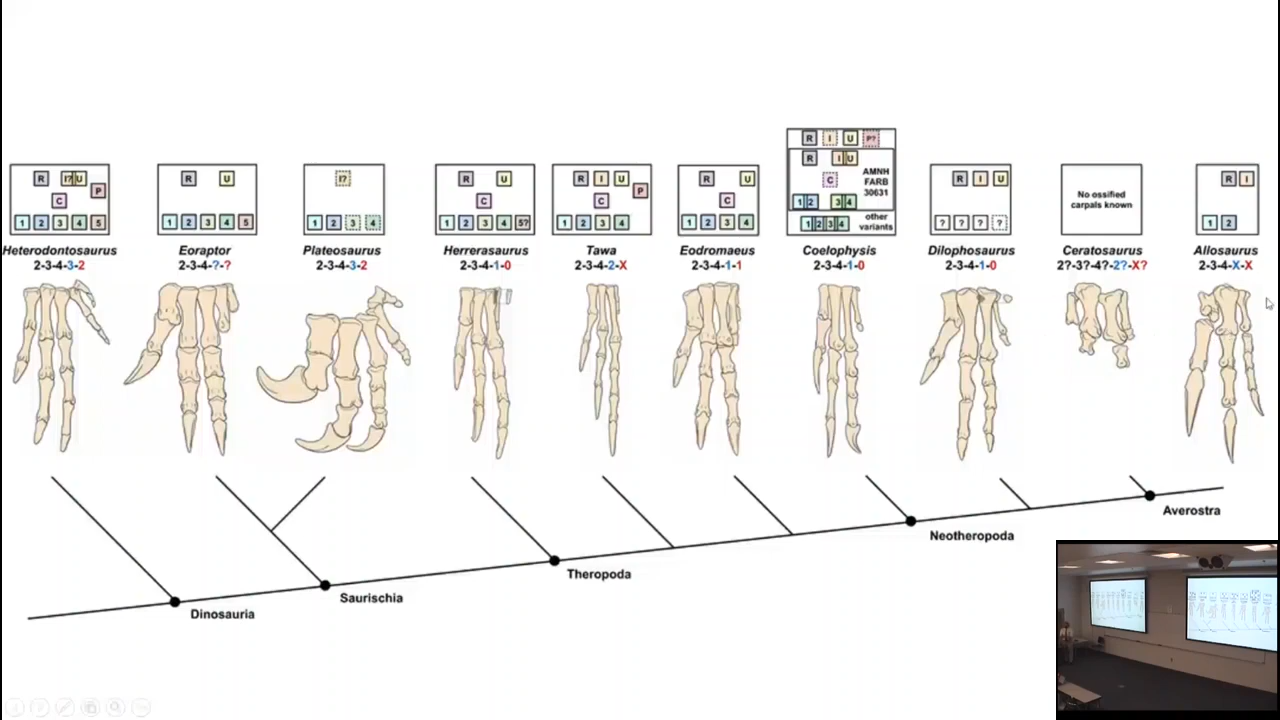 R I? U
P
C
1 2 3 4 5
Heterodontosaurus
2-3-4-3-2
R U
1 2 3 4 5
Eoraptor
2-3-4-?-?
I?
1 2 3 4
Plateosaurus
2-3-4-3-2
R U
C
1 2 3 4 5?
Herrerasaurus
2-3-4-1-0
R I U
P
C
1 2 3 4
Tawa
2-3-4-2-X
R U
C
1 2 3 4
Eodromaeus
2-3-4-1-1
R I U P?
R I U
C
AMNH
FARB
30631
1 2 3 4
1 2 3 4
other
variants
Coelophysis
2-3-4-1-0
R I U
? ? ? ?
Dilophosaurus
2-3-4-1-0
No ossified
carpals known
Ceratosaurus
2?-3?-4?-2?-X?
R I
1 2
Allosaurus
2-3-4-X-X
Averostra
Neotheropoda
Theropoda
Saurischia
Dinosauria